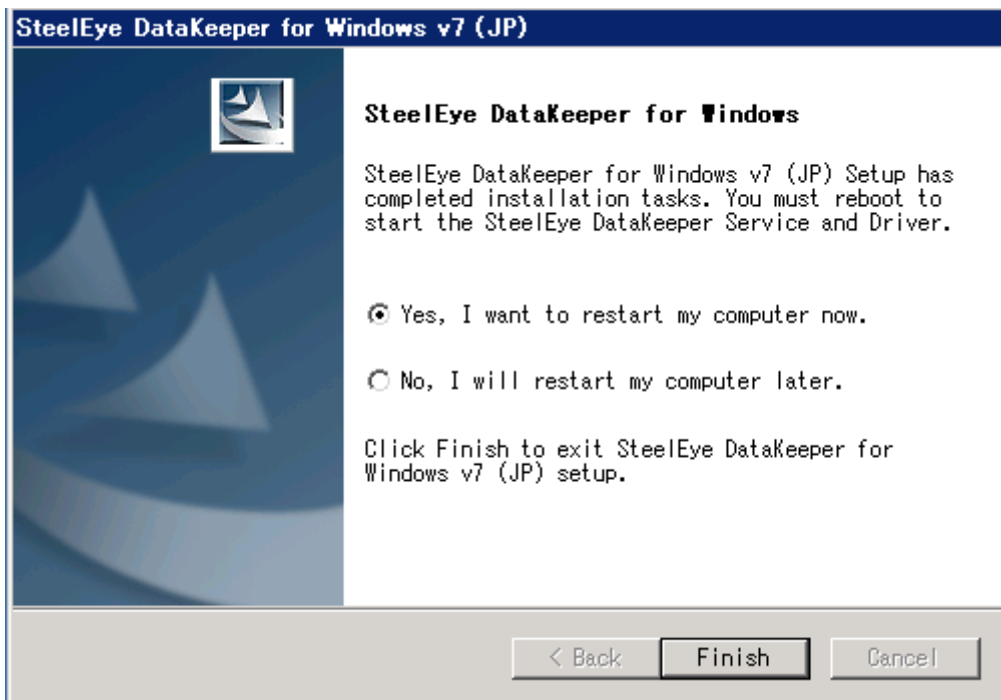 SteelEye DataKeeper for Windows v7 (JP)
SteelEye DataKeeper for Windows
SteelEye DataKeeper for Windows v7 (JP) Setup has
completed installation tasks. You must reboot to
start the SteelEye DataKeeper Service and Driver.
Yes, I want to restart my computer now.
No, I will restart my computer later.
Click Finish to exit SteelEye DataKeeper for
Windows v7 (JP) setup.
< Back Finish Cancel